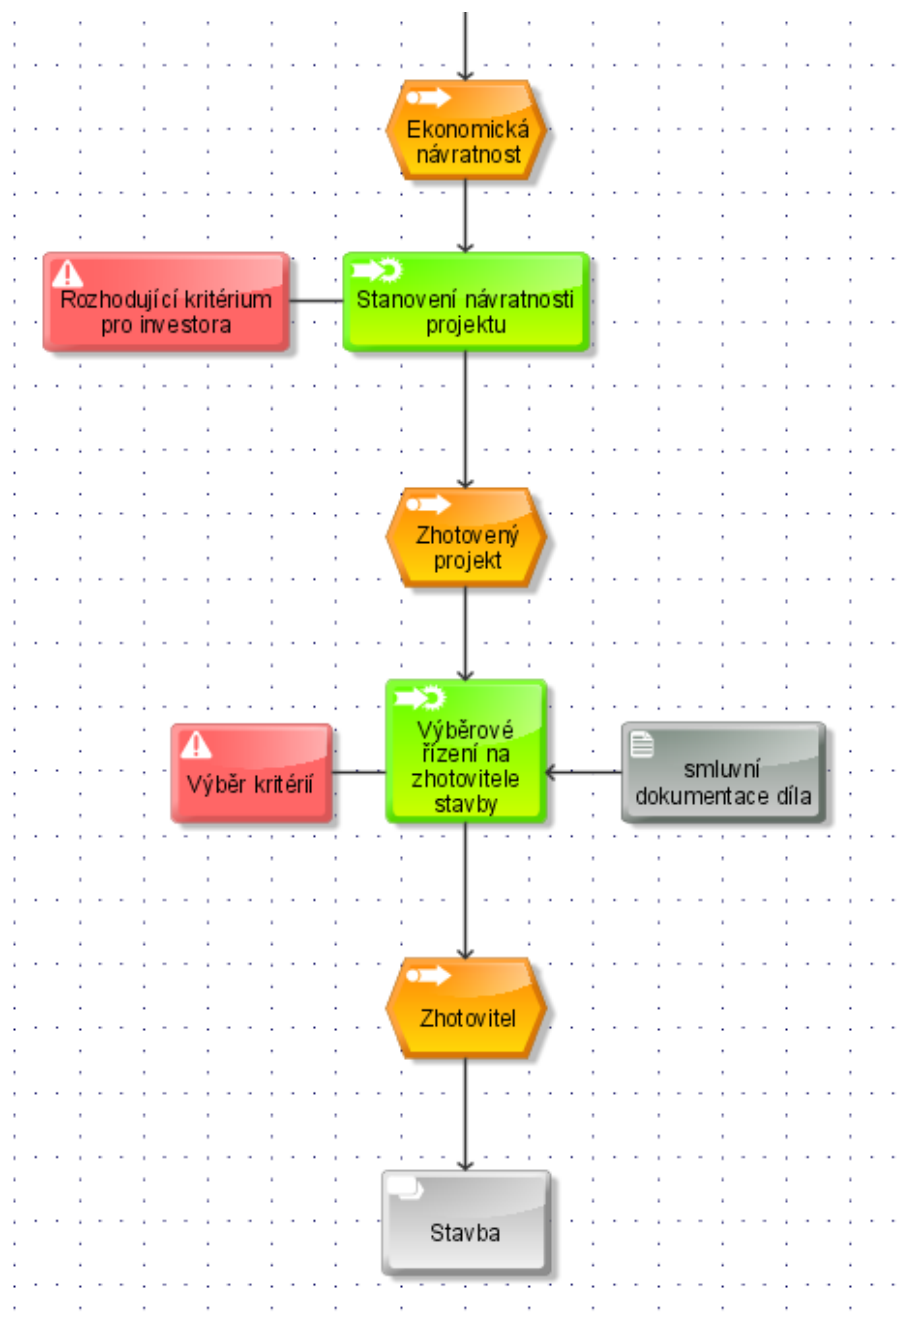 Ekonomická
návratnost
Rozhodující kritérium
pro investora
Stanovení návratnosti
projektu
Zhotovený
projekt
Výběrové
řízení na
zhotovitele
stavby
Výběr kritérií
smluvní
dokumentace díla
Zhotovitel
Stavba